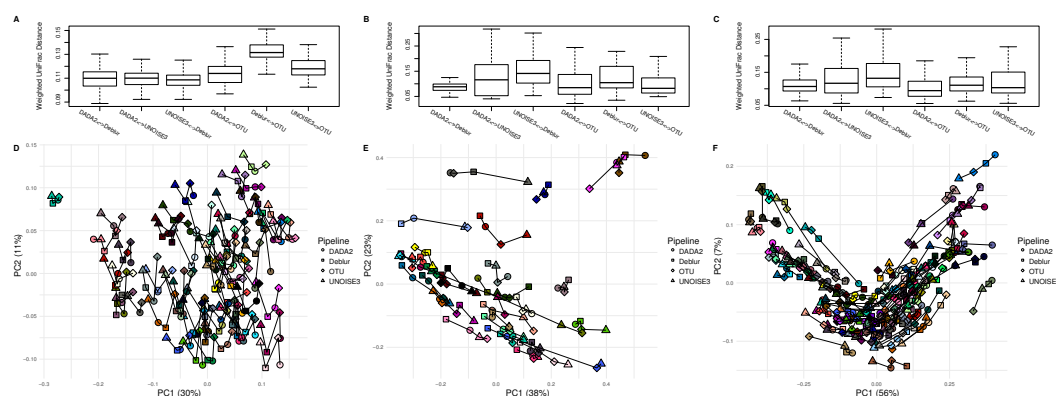 A
Weighted UniFrac Distance
0.15
0.13
0.11
0.09
DADA2<->Deblur
DADA2<->UNOISE3
UNOISE3<->Deblur
DADA2<->OTU
Deblur<->OTU
UNOISE3<->OTU
B
Weighted UniFrac Distance
0.25
0.15
0.05
DADA2<->Deblur
DADA2<->UNOISE3
UNOISE3<->Deblur
DADA2<->OTU
Deblur<->OTU
UNOISE3<->OTU
C
Weighted UniFrac Distance
0.25
0.15
0.05
DADA2<->Deblur
DADA2<->UNOISE3
UNOISE3<->Deblur
DADA2<->OTU
Deblur<->OTU
UNOISE3<->OTU
D
PC2 (11%)
0.15
0.10
0.05
0.00
-0.05
-0.10
-0.3
-0.2
-0.1
0.0
0.1
PC1 (30%)
Pipeline
DADA2
Deblur
OTU
UNOISE3
E
PC2 (23%)
0.4
0.2
0.0
-0.2
-0.2
0.0
0.2
0.4
PC1 (38%)
Pipeline
DADA2
Deblur
OTU
UNOISE3
F
PC2 (7%)
0.2
0.1
0.0
-0.1
-0.25
0.00
0.25
PC1 (56%)
Pipeline
DADA2
Deblur
OTU
UNOISE3